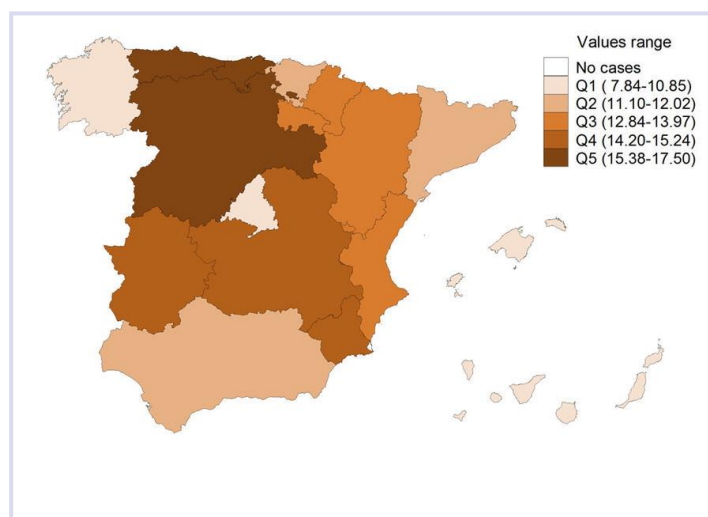 Values range
No cases
Q1 ( 7.84-10.85)
Q2 (11.10-12.02)
Q3 (12.84-13.97)
Q4 (14.20-15.24)
Q5 (15.38-17.50)